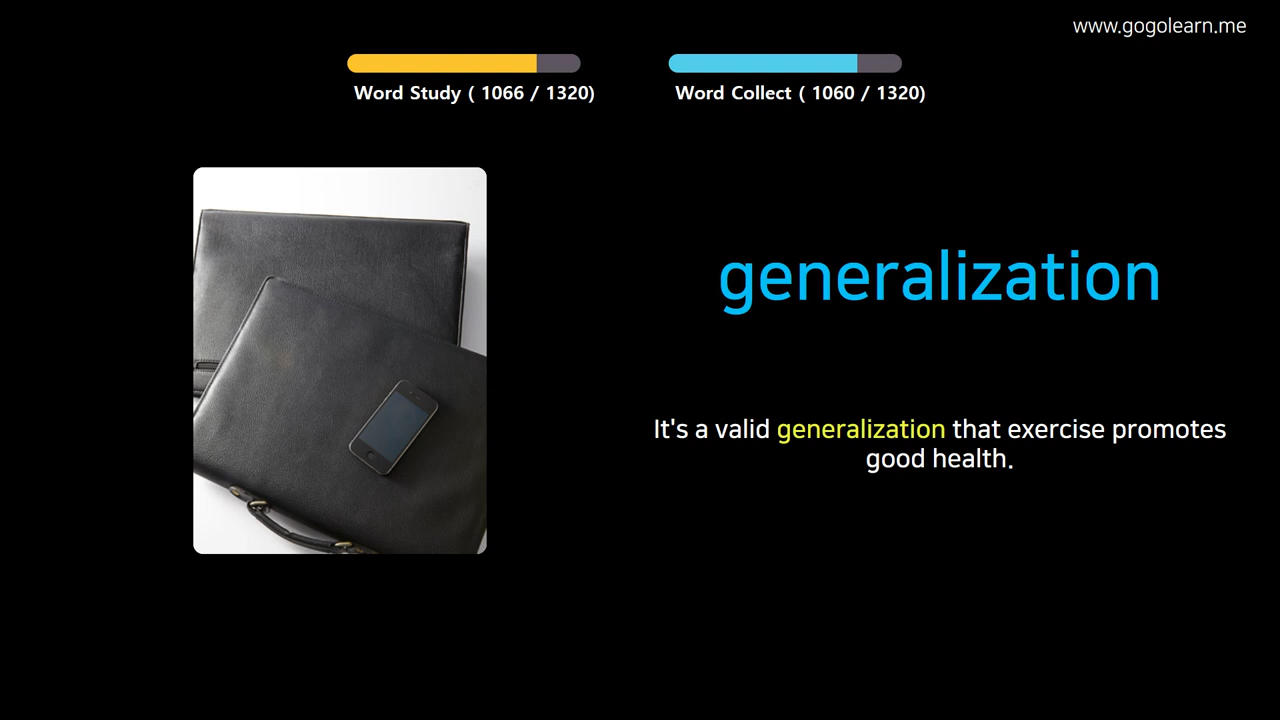 www.gogolearn.me
Word Study ( 1066 / 1320)
Word Collect ( 1060 / 1320)
generalization
It's a valid generalization that exercise promotes
good health.